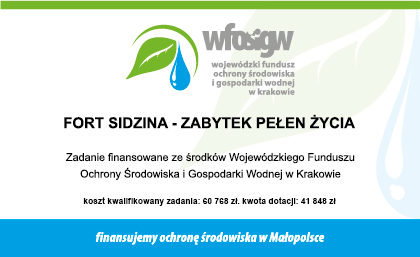 wfosigw
wojewódzki fundusz
ochrony środowiska
i gospodarki wodnej
w krakowie
FORT SIDZINA - ZABYTEK PEŁEN ŻYCIA
Zadanie finansowane ze środków Wojewódzkiego Funduszu
Ochrony Środowiska i Gospodarki Wodnej w Krakowie
koszt kwalifikowany zadania: 60 768 zł. kwota dotacji: 41 848 zł
finansujemy ochronę środowiska w Małopolsce